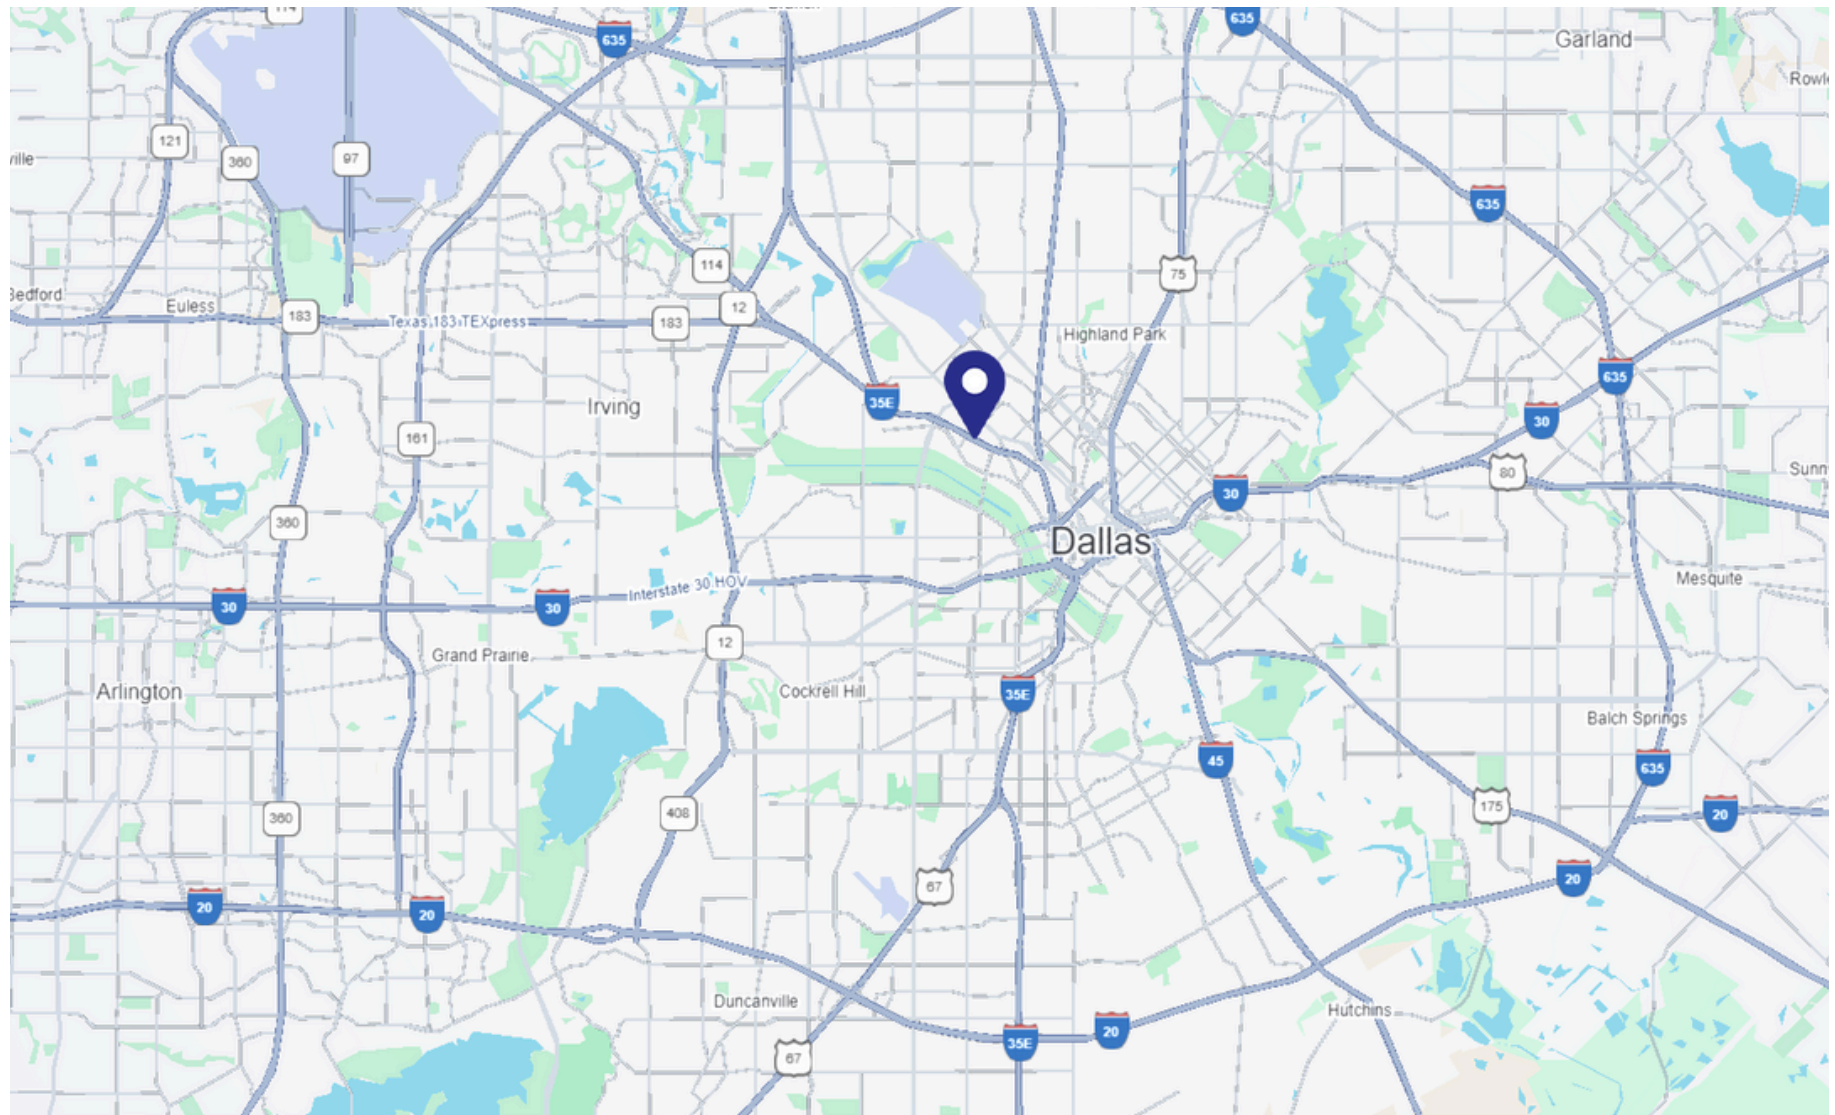 114
635
635
Garland
Rowl
121
360
97
ville
635
114
75
Bedford
Euless
183
Texas 183 TEXpress
183
12
Highland Park
635
Irving
35E
30
161
80
Sunn
30
360
Dallas
Mesquite
30
30
Interstate 30 HOV
12
Grand Prairie
Arlington
Cockrell Hill
35E
Balch Springs
45
635
360
408
175
20
67
20
20
20
Duncanville
Hutchins
67
35E
20